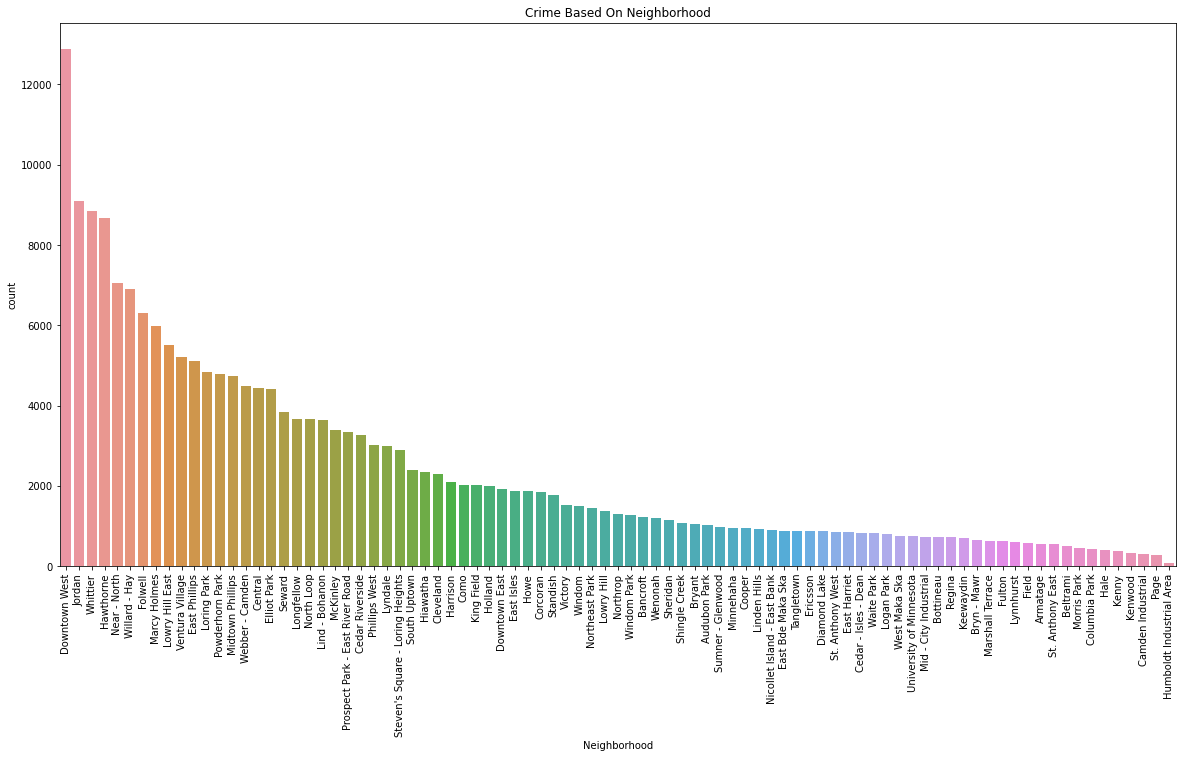 Crime Based On Neighborhood
count
12000
10000
8000
6000
4000
2000
0
Downtown West
Jordan
Whittier
Hawthorne
Near - North
Willard - Hay
Folwell
Marcy Holmes
Lowry Hill East
Ventura Village
East Phillips
Loring Park
Powderhorn Park
Midtown Phillips
Webber - Camden
Central
Elliot Park
Seward
Longfellow
North Loop
Lind - Bohanon
McKinley
Prospect Park - East River Road
Cedar Riverside
Phillips West
Lyndale
Steven's Square - Loring Heights
South Uptown
Hiawatha
Cleveland
Harrison
Como
King Field
Holland
Downtown East
East Isles
Howe
Corcoran
Standish
Victory
Windom
Northeast Park
Lowry Hill
Northrop
Windom Park
Bancroft
Wenonah
Sheridan
Shingle Creek
Bryant
Audubon Park
Sumner - Glenwood
Minnehaha
Cooper
Linden Hills
Nicollet Island - East Bank
East Bde Maka Ska
Tangletown
Ericsson
Diamond Lake
St. Anthony West
East Harriet
Cedar - Isles - Dean
Waite Park
Logan Park
West Maka Ska
University of Minnesota
Mid - City Industrial
Bottineau
Regina
Keewaydin
Bryn - Mawr
Marshall Terrace
Fulton
Lynnhurst
Field
Armatage
St. Anthony East
Beltrami
Morris Park
Columbia Park
Hale
Kenny
Kenwood
Camden Industrial
Page
Humboldt Industrial Area
Neighborhood